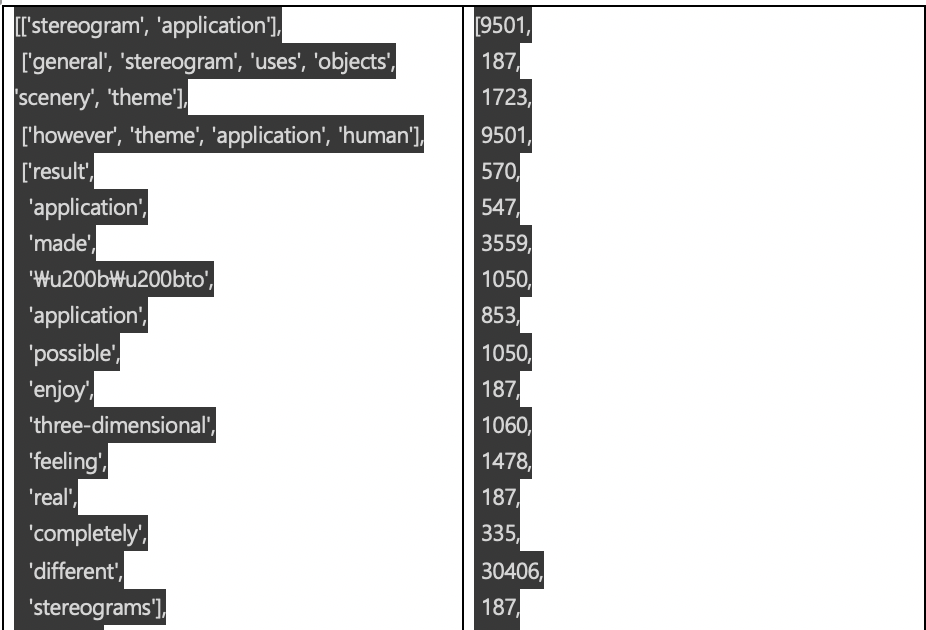 [['stereogram', 'application'],
['general', 'stereogram', 'uses', 'objects',
'scenery', 'theme'],
['however', 'theme', 'application', 'human'],
['result',
'application',
'made',
'₩u200b₩u200bto',
'application',
'possible',
'enjoy',
'three-dimensional',
'feeling',
'real',
'completely',
'different',
'stereograms'],
[9501,
187,
1723,
9501,
570,
547,
3559,
1050,
853,
1050,
187,
1060,
1478,
187,
335,
30406,
187,